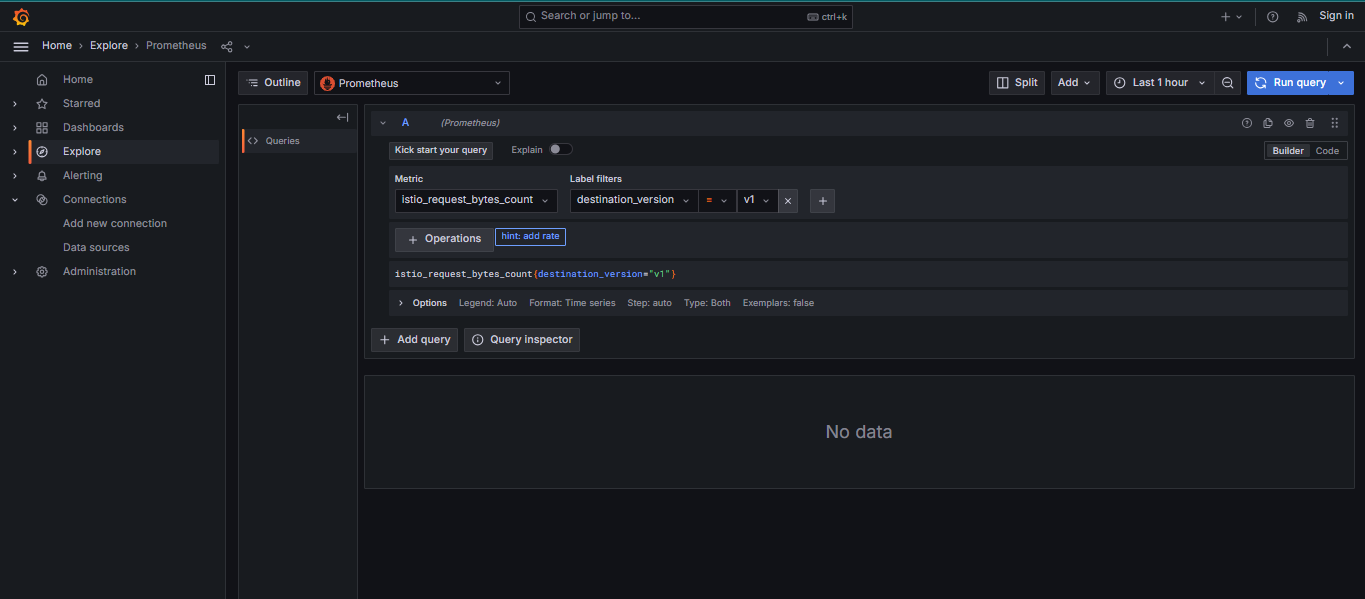 Search or jump to...
ctrl+k
Sign in
Home › Explore › Prometheus
Home
Starred
Dashboards
Explore
Alerting
Connections
Add new connection
Data sources
Administration
Outline
Prometheus
Split
Add
Last 1 hour
Run query
Queries
A
(Prometheus)
Kick start your query
Explain
Builder
Code
Metric
Label filters
istio_request_bytes_count
destination_version
=
v1
Operations
hint: add rate
istio_request_bytes_count{destination_version="v1"}
Options
Legend: Auto
Format: Time series
Step: auto
Type: Both
Exemplars: false
Add query
Query inspector
No data